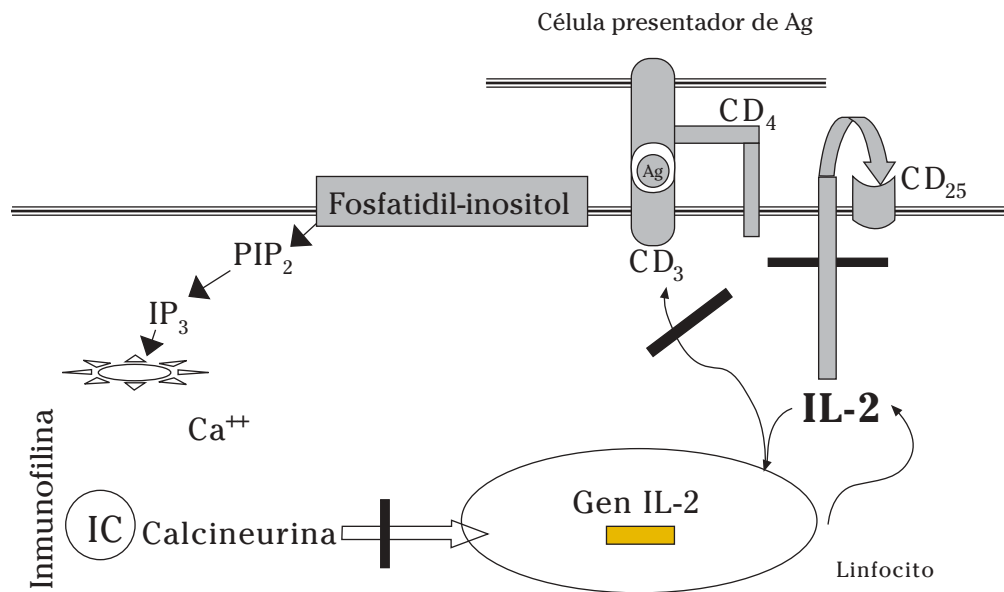 Célula presentador de Ag
CD4
Ag
CD25
Fosfatidil-inositol
PIP2
CD3
IP3
IL-2
Ca++
Inmunofilina
Gen IL-2
IC
Calcineurina
Linfocito